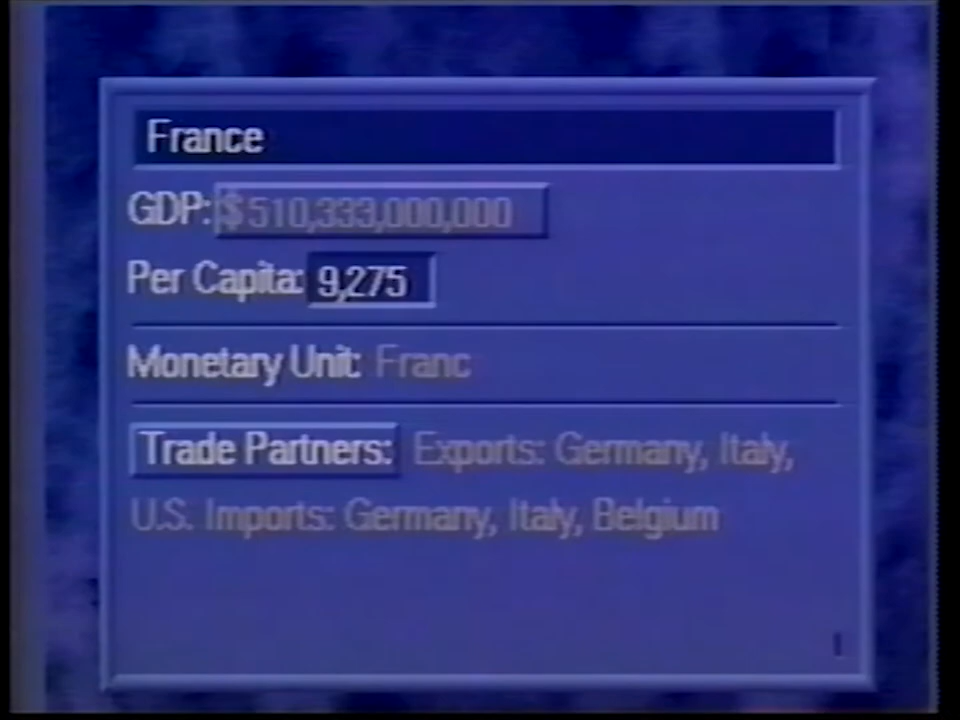 France
GDP: $510,333,000,000
Per Capita: 9,275
Monetary Unit: Franc
Trade Partners: Exports: Germany, Italy,
U.S. Imports: Germany, Italy, Belgium